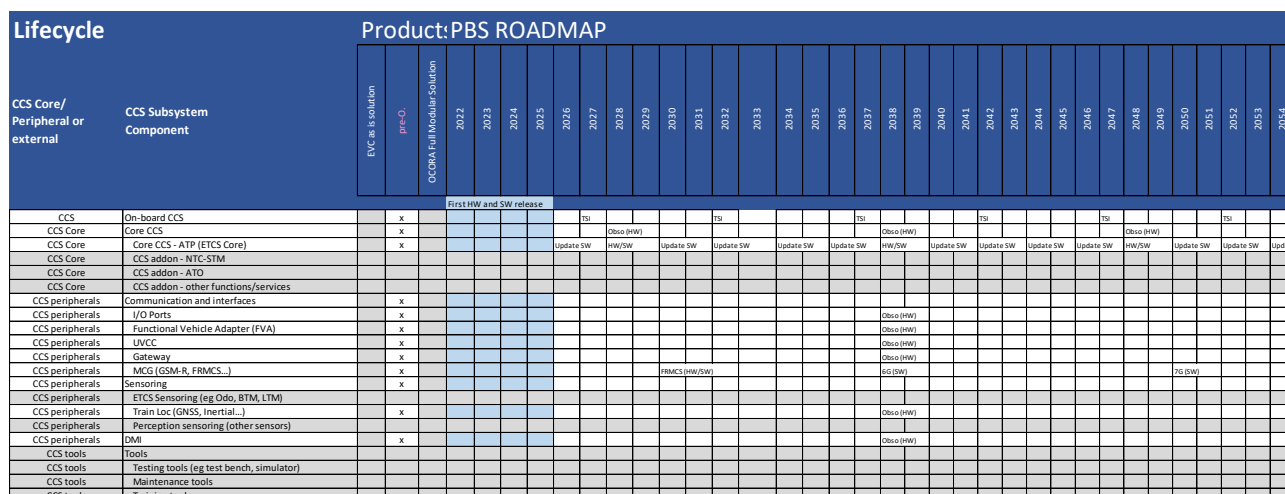 Lifecycle Products PBS ROADMAP
CCS Core/ Peripheral or external CCS Subsystem Component EVC as is solution pre-O. OCORA Full Modular Solution 2022 2023 2024 2025 2026 2027 2028 2029 2030 2031 2032 2033 2034 2035 2036 2037 2038 2039 2040 2041 2042 2043 2044 2045 2046 2047 2048 2049 2050 2051 2052 2053 2054
First HW and SW release
CCS On-board CCS x TSI TSI TSI TSI TSI TSI
CCS Core Core CCS x Obso (HW) Obso (HW) Obso (HW)
CCS Core Core CCS - ATP (ETCS Core) x Update SW HW/SW Update SW Update SW Update SW Update SW HW/SW Update SW Update SW Update SW Update SW HW/SW Update SW Update SW
CCS Core CCS addon - NTC-STM
CCS Core CCS addon - ATO
CCS Core CCS addon - other functions/services
CCS peripherals Communication and interfaces x
CCS peripherals I/O Ports x Obso (HW)
CCS peripherals Functional Vehicle Adapter (FVA) x Obso (HW)
CCS peripherals UVCC x Obso (HW)
CCS peripherals Gateway x Obso (HW)
CCS peripherals MCG (GSM-R, FRMCS...) x FRMCS (HW/SW) 6G (SW) 7G (SW)
CCS peripherals Sensoring x
CCS peripherals ETCS Sensoring (eg Odo, BTM, LTM)
CCS peripherals Train Loc (GNSS, Inertial...) x Obso (HW)
CCS peripherals Perception sensoring (other sensors)
CCS peripherals DMI x Obso (HW)
CCS tools Tools
CCS tools Testing tools (eg test bench, simulator)
CCS tools Maintenance tools